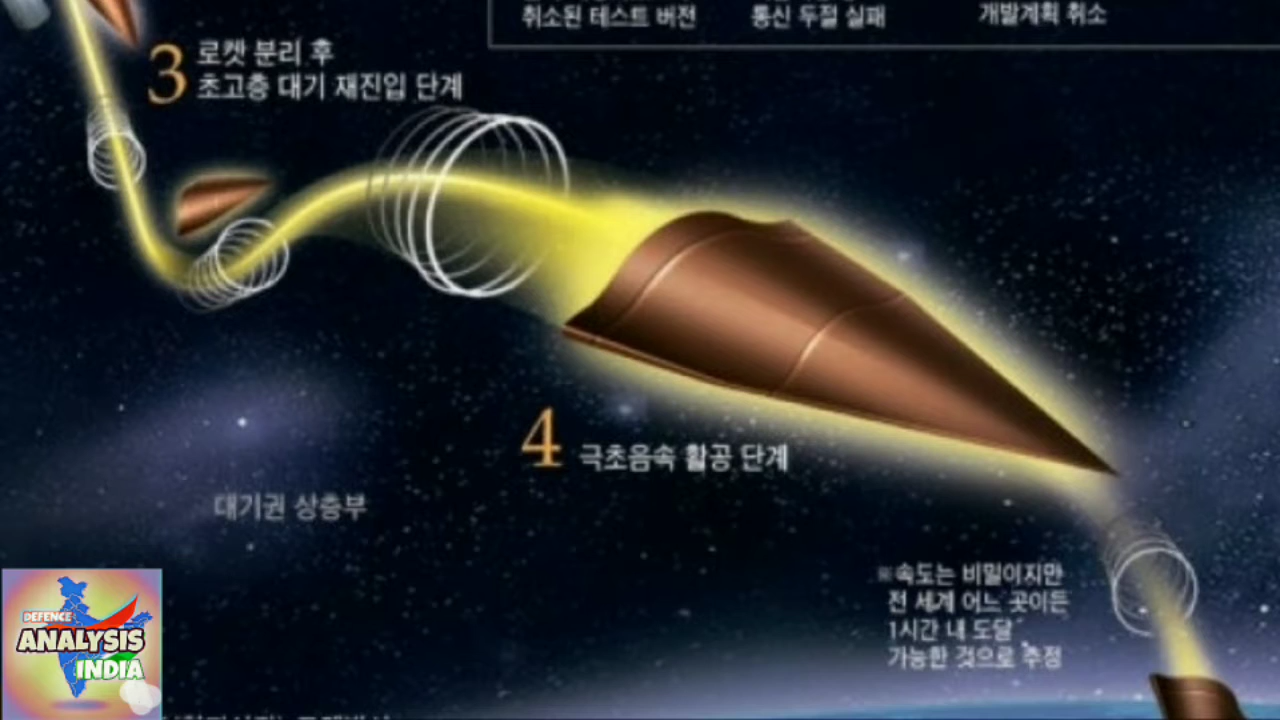 취소된 테스트 버전
통신 두절 실패
개발계획 취소
3 로켓 분리 후
초고층 대기 재진입 단계
4 극초음속 활공 단계
대기권 상층부
※속도는 비밀이지만
전 세계 어느 곳이든
1시간 내 도달
가능한 것으로 추정
DEFENCE
ANALYSIS
INDIA